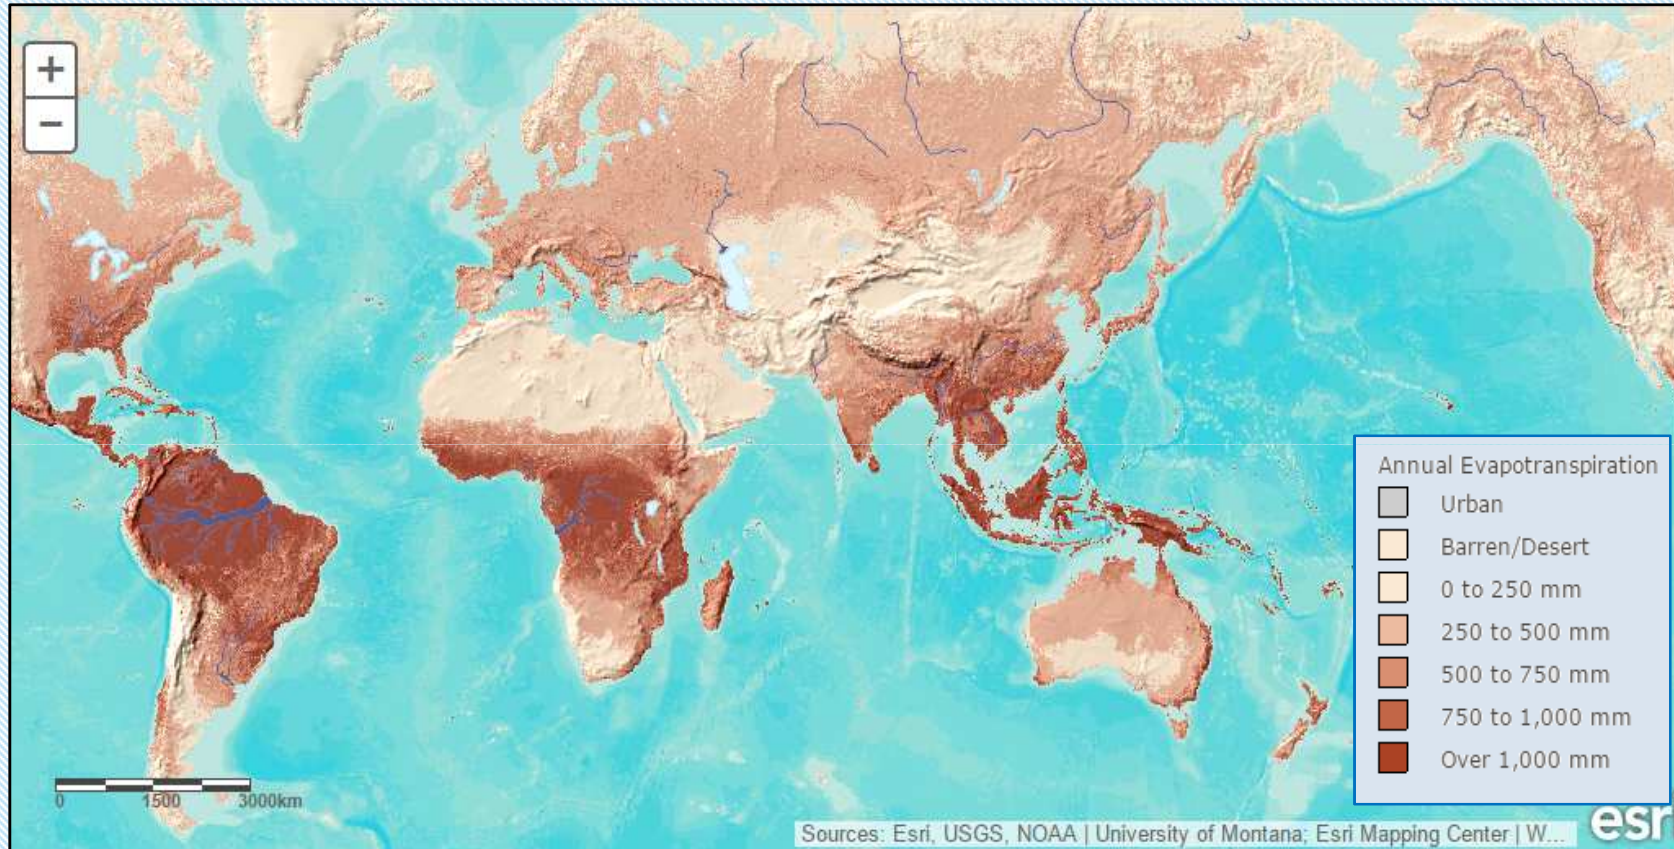 +
−
Annual Evapotranspiration
Urban
Barren/Desert
0 to 250 mm
250 to 500 mm
500 to 750 mm
750 to 1,000 mm
Over 1,000 mm
0 1500 3000km
Sources: Esri, USGS, NOAA | University of Montana; Esri Mapping Center | W...
esr